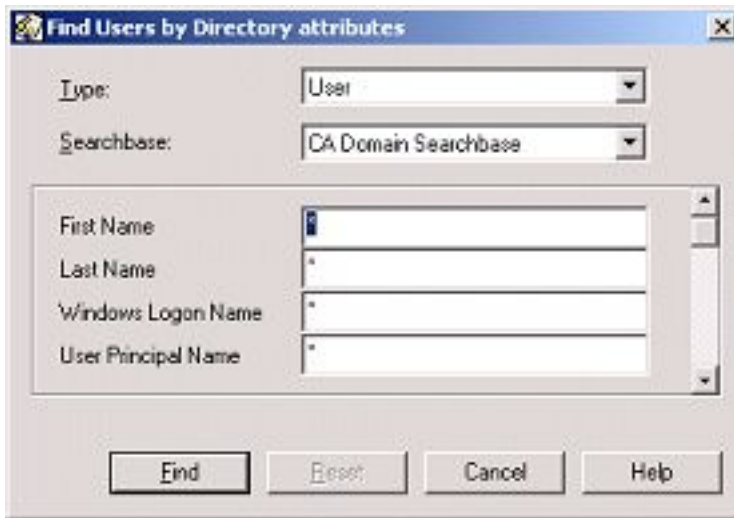 Find Users by Directory attributes
Type: User
Searchbase: CA Domain Searchbase
First Name *
Last Name *
Windows Logon Name *
User Principal Name *
Find Reset Cancel Help